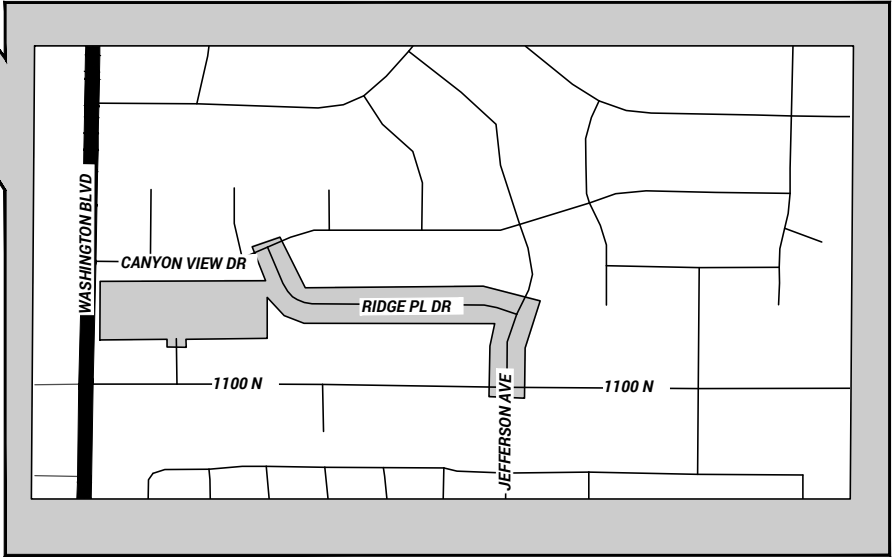 WASHINGTON BLVD
CANYON VIEW DR
RIDGE PL DR
1100 N
1100 N
JEFFERSON AVE